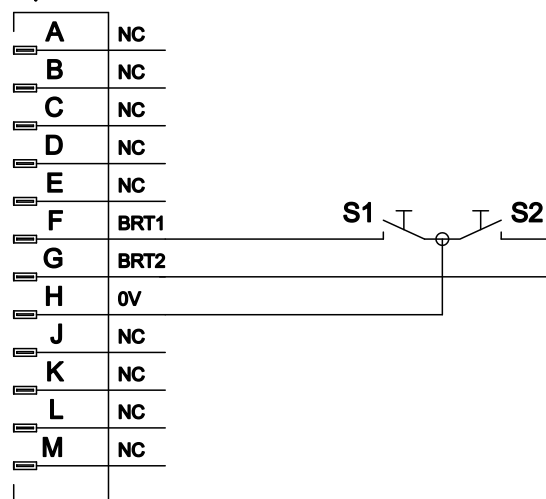 A NC
B NC
C NC
D NC
E NC
S1 S2
F BRT1
G BRT2
H 0V
J NC
K NC
L NC
M NC